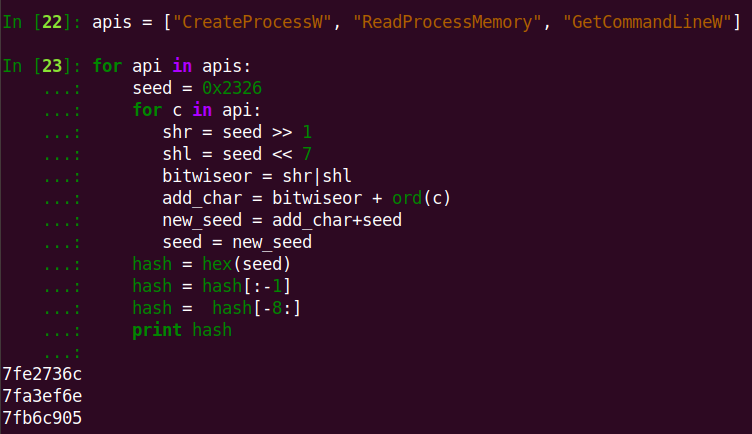 In [22]: apis = ["CreateProcessW", "ReadProcessMemory", "GetCommandLineW"]
In [23]: for api in apis:
    ...:     seed = 0x2326
    ...:     for c in api:
    ...:        shr = seed >> 1
    ...:        shl = seed << 7
    ...:        bitwiseor = shr|shl
    ...:        add_char = bitwiseor + ord(c)
    ...:        new_seed = add_char+seed
    ...:        seed = new_seed
    ...:     hash = hex(seed)
    ...:     hash = hash[:-1]
    ...:     hash =  hash[-8:]
    ...:     print hash
    ...:
7fe2736c
7fa3ef6e
7fb6c905